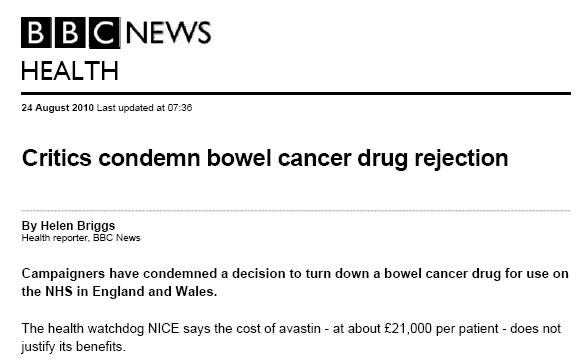 BBC NEWS
HEALTH
24 August 2010 Last updated at 07:36
Critics condemn bowel cancer drug rejection
By Helen Briggs
Health reporter, BBC News
Campaigners have condemned a decision to turn down a bowel cancer drug for use on
the NHS in England and Wales.
The health watchdog NICE says the cost of avastin - at about £21,000 per patient - does not
justify its benefits.